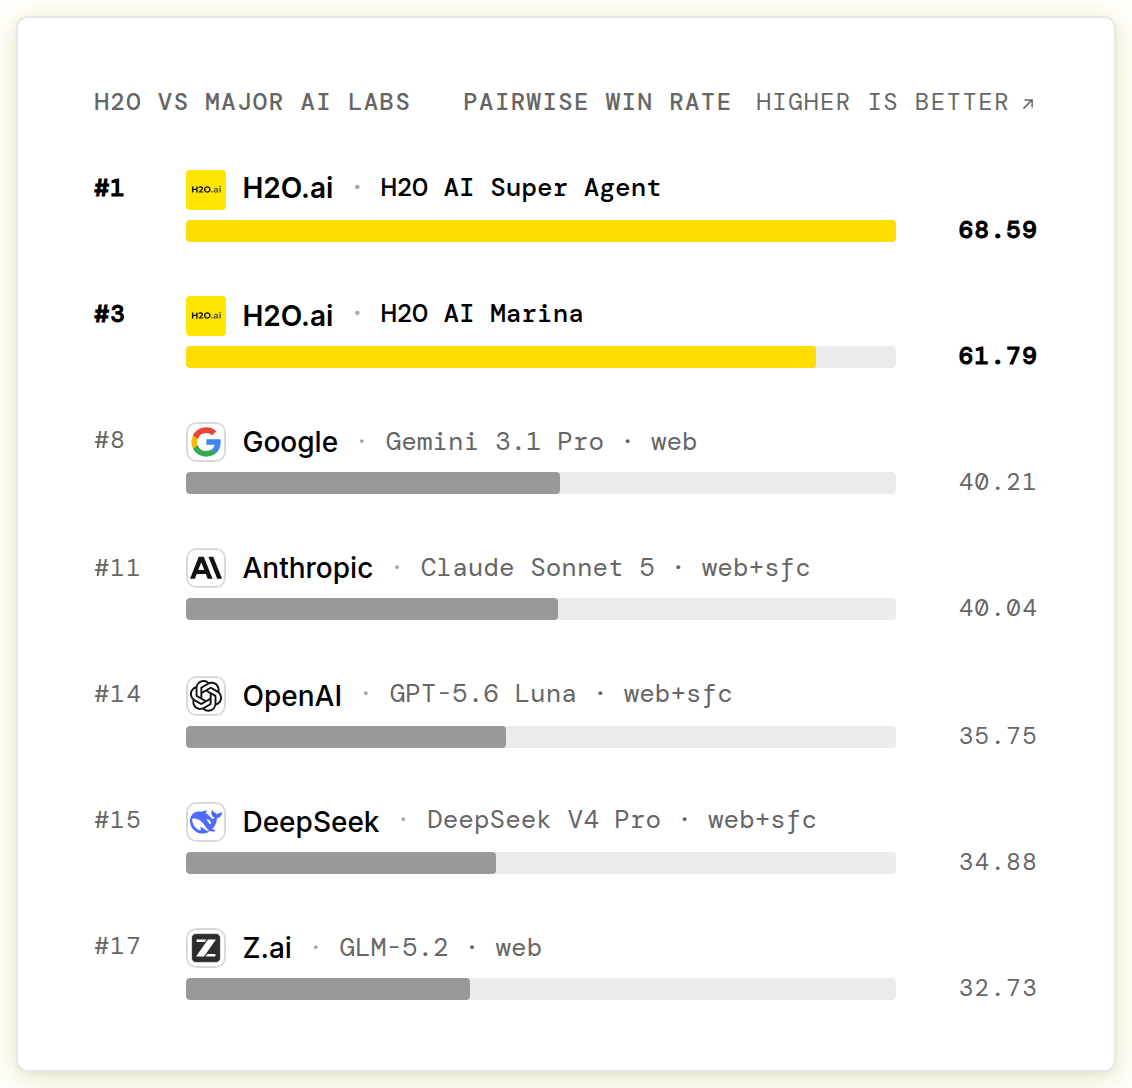 H2O VS MAJOR AI LABS PAIRWISE WIN RATE HIGHER IS BETTER ↗
#1 H2O.ai H2O.ai · H2O AI Super Agent
68.59
#3 H2O.ai H2O.ai · H2O AI Marina
61.79
#8 Google · Gemini 3.1 Pro · web
40.21
#11 Anthropic · Claude Sonnet 5 · web+sfc
40.04
#14 OpenAI · GPT-5.6 Luna · web+sfc
35.75
#15 DeepSeek · DeepSeek V4 Pro · web+sfc
34.88
#17 Z.ai · GLM-5.2 · web
32.73